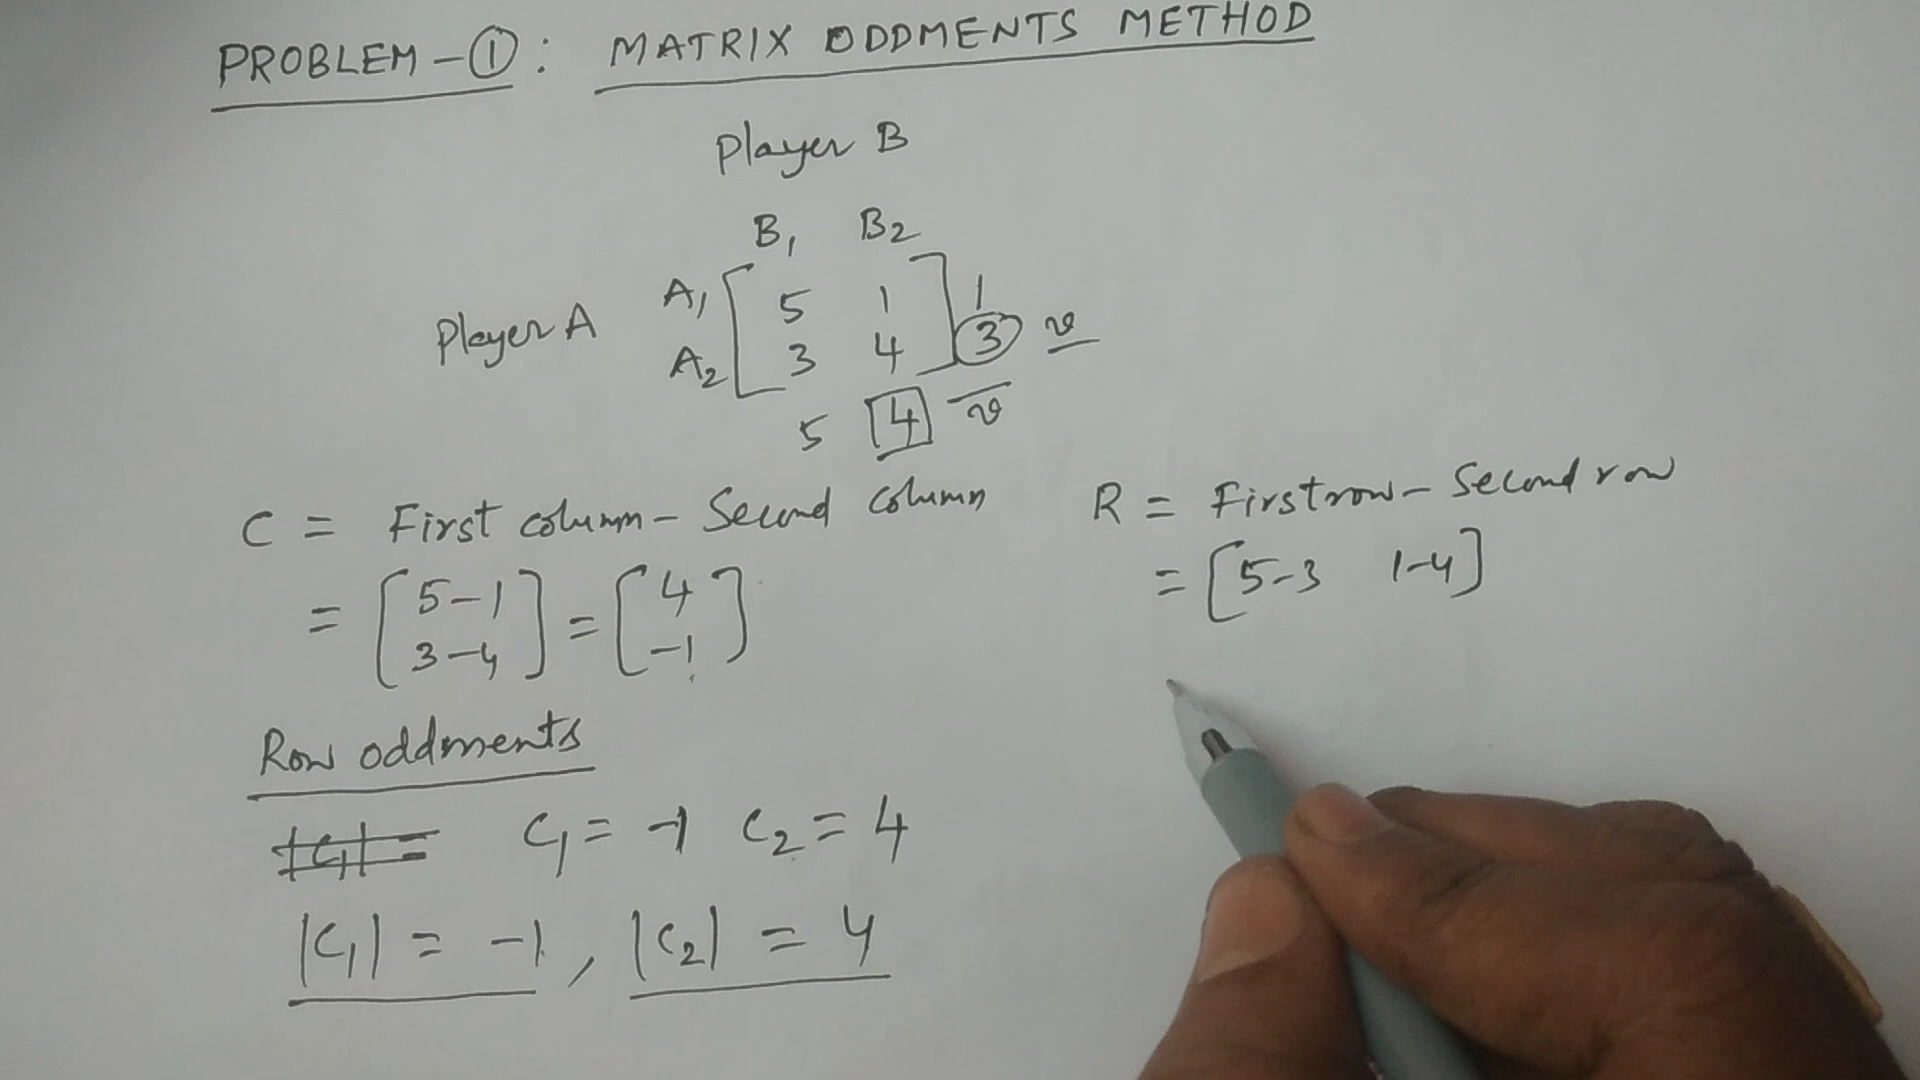 PROBLEM - ① : MATRIX ODDMENTS METHOD
Player B
B₁ B₂
Player A
A₁ [ 5 1 ] 1
A₂ [ 3 4 ] 3 v
5 4 v̅
C = First column - Second column
= [ 5-1 3-4 ] = [ 4 -1 ]
Row oddments
|C₁| =
C₁ = -1 C₂ = 4
|C₁| = -1 , |C₂| = 4
R = First row - Second row
= [ 5-3 1-4 ]